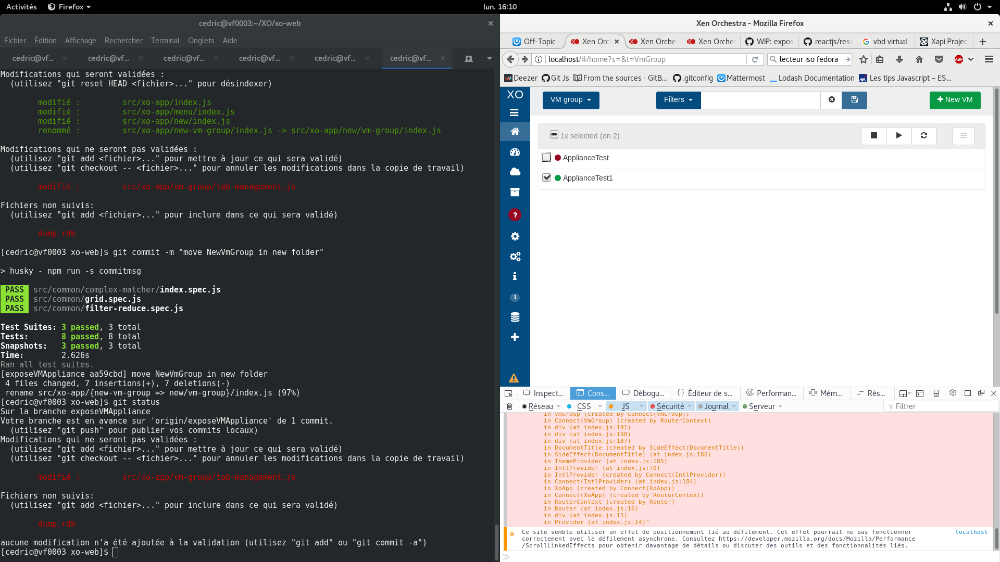 Activités
Firefox
lun. 16:10
cedric@vf0003:~/XO/xo-web
Fichier Édition Affichage Rechercher Terminal Onglets Aide
cedric@vf... cedric@vf... cedric@vf... cedric@vf... cedric@vf... cedric@vf...
Modifications qui seront validées :
(utilisez "git reset HEAD <fichier>..." pour désindexer)
modifié : src/xo-app/index.js
modifié : src/xo-app/menu/index.js
modifié : src/xo-app/new/index.js
renommé : src/xo-app/new-vm-group/index.js -> src/xo-app/new/vm-group/index.js
Modifications qui ne seront pas validées :
(utilisez "git add <fichier>..." pour mettre à jour ce qui sera validé)
(utilisez "git checkout -- <fichier>..." pour annuler les modifications dans la copie de travail)
modifié : src/xo-app/vm-group/tab-management.js
Fichiers non suivis:
(utilisez "git add <fichier>..." pour inclure dans ce qui sera validé)
dump.rdb
[cedric@vf0003 xo-web]$ git commit -m "move NewVmGroup in new folder"
> husky - npm run -s commitmsg
PASS src/common/complex-matcher/index.spec.js
PASS src/common/grid.spec.js
PASS src/common/filter-reduce.spec.js
Test Suites: 3 passed, 3 total
Tests: 8 passed, 8 total
Snapshots: 3 passed, 3 total
Time: 2.626s
Ran all test suites.
[exposeVMAppliance aa59cbd] move NewVmGroup in new folder
4 files changed, 7 insertions(+), 7 deletions(-)
rename src/xo-app/{new-vm-group => new/vm-group}/index.js (97%)
[cedric@vf0003 xo-web]$ git status
Sur la branche exposeVMAppliance
Votre branche est en avance sur 'origin/exposeVMAppliance' de 1 commit.
(utilisez "git push" pour publier vos commits locaux)
Modifications qui ne seront pas validées :
(utilisez "git add <fichier>..." pour mettre à jour ce qui sera validé)
(utilisez "git checkout -- <fichier>..." pour annuler les modifications dans la copie de travail)
modifié : src/xo-app/vm-group/tab-management.js
Fichiers non suivis:
(utilisez "git add <fichier>..." pour inclure dans ce qui sera validé)
dump.rdb
aucune modification n'a été ajoutée à la validation (utilisez "git add" ou "git commit -a")
[cedric@vf0003 xo-web]$
Xen Orchestra - Mozilla Firefox
Off-Topic - Xen Orc Xen Orche Xen Orche WiP: expos reactjs/res vbd virtual Xapi Projec
localhost/#/home?s=&t=VmGroup
lecteur iso fedora
ABP
Deezer Git Js From the sources · GitB... .gitconfig Mattermost Lodash Documentation Les tips Javascript – ES...
XO
VM group
Filters
New VM
1x selected (on 2)
ApplianceTest
ApplianceTest1
?
1
Inspect... Cons... Débogu... Éditeur de s... Performan... Mém... Rés...
Réseau CSS JS Sécurité Journal Serveur Filtrer
in VmGroup (created by Connect(VmGroup))
in Connect(VmGroup) (created by RouterContext)
in div (at index.js:191)
in div (at index.js:190)
in div (at index.js:187)
in DocumentTitle (created by SideEffect(DocumentTitle))
in SideEffect(DocumentTitle) (at index.js:186)
in ThemeProvider (at index.js:185)
in IntlProvider (at index.js:70)
in IntlProvider (created by Connect(IntlProvider))
in Connect(IntlProvider) (at index.js:184)
in XoApp (created by Connect(XoApp))
in Connect(XoApp) (created by RouterContext)
in RouterContext (created by Router)
in Router (at index.js:16)
in div (at index.js:15)
in Provider (at index.js:14)"
Ce site semble utiliser un effet de positionnement lié au défilement. Cet effet pourrait ne pas fonctionner localhost
correctement avec le défilement asynchrone. Consultez https://developer.mozilla.org/docs/Mozilla/Performance
/ScrollLinkedEffects pour obtenir davantage de détails ou discuter des outils et des fonctionnalités liés.